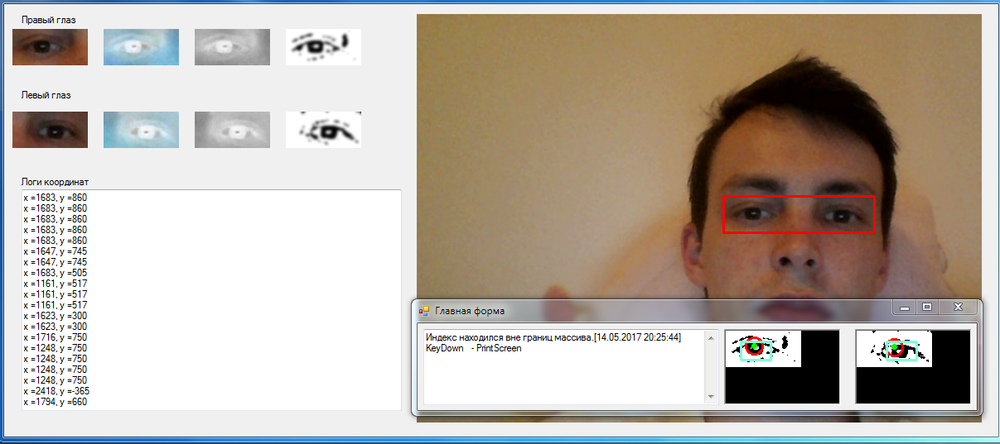 Правый глаз
Левый глаз
Логи координат
x =1683, y =860
x =1683, y =860
x =1683, y =860
x =1683, y =860
x =1683, y =860
x =1647, y =745
x =1647, y =745
x =1683, y =505
x =1161, y =517
x =1161, y =517
x =1161, y =517
x =1623, y =300
x =1623, y =300
x =1716, y =750
x =1248, y =750
x =1248, y =750
x =1248, y =750
x =1248, y =750
x =2418, y =-365
x =1794, y =660
Главная форма
Индекс находился вне границ массива.[14.05.2017 20:25:44]
KeyDown - PrintScreen